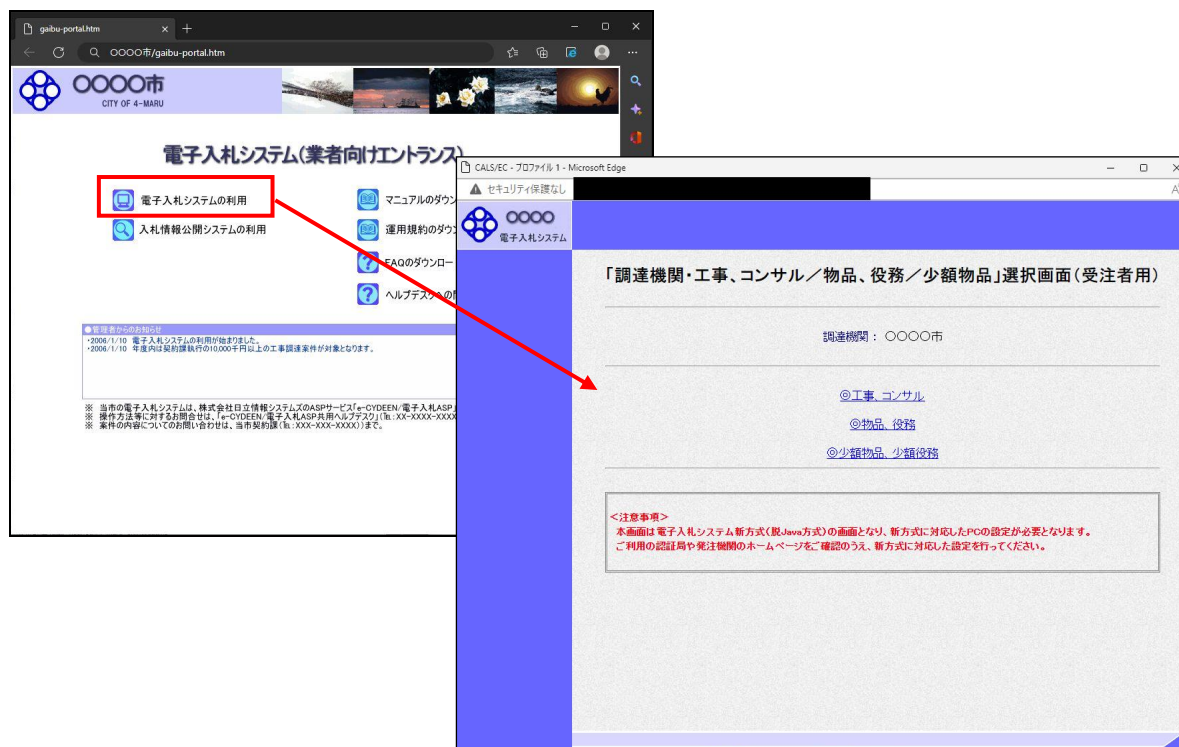 gaibu-portal.htm
〇〇〇〇市/gaibu-portal.htm
〇〇〇〇市
CITY OF 4-MARU
電子入札システム(業者向けエントランス)
電子入札システムの利用
入札情報公開システムの利用
マニュアルのダウン
運用規約のダウ
FAQのダウンロー
ヘルプデスクへの
●管理者からのお知らせ
・2006/1/10 電子入札システムの利用が始まりました。
・2006/1/10 年度内は契約課執行の10,000千円以上の工事調達案件が対象となります。
※ 当市の電子入札システムは、株式会社日立情報システムズのASPサービス「e-CYDEEN/電子入札ASP」
※ 操作方法等に対するお問合せは、「e-CYDEEN/電子入札ASP共用ヘルプデスク」(℡:XX-XXXX-XXXX
※ 案件の内容についてのお問い合わせは、当市契約課(℡:XXX-XXX-XXXX))まで。
CALS/EC - プロファイル 1 - Microsoft Edge
セキュリティ保護なし
〇〇〇〇
電子入札システム
「調達機関・工事、コンサル/物品、役務/少額物品」選択画面(受注者用)
調達機関: 〇〇〇〇市
◎工事、コンサル
◎物品、役務
◎少額物品、少額役務
<注意事項>
本画面は電子入札システム新方式(脱Java方式)の画面となり、新方式に対応したPCの設定が必要となります。
ご利用の認証局や発注機関のホームページをご確認のうえ、新方式に対応した設定を行ってください。